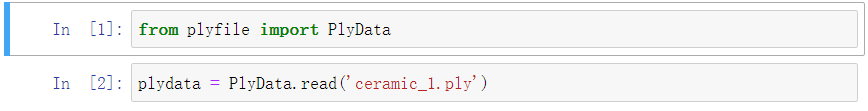 In [1]: from plyfile import PlyData
In [2]: plydata = PlyData.read('ceramic_1.ply')